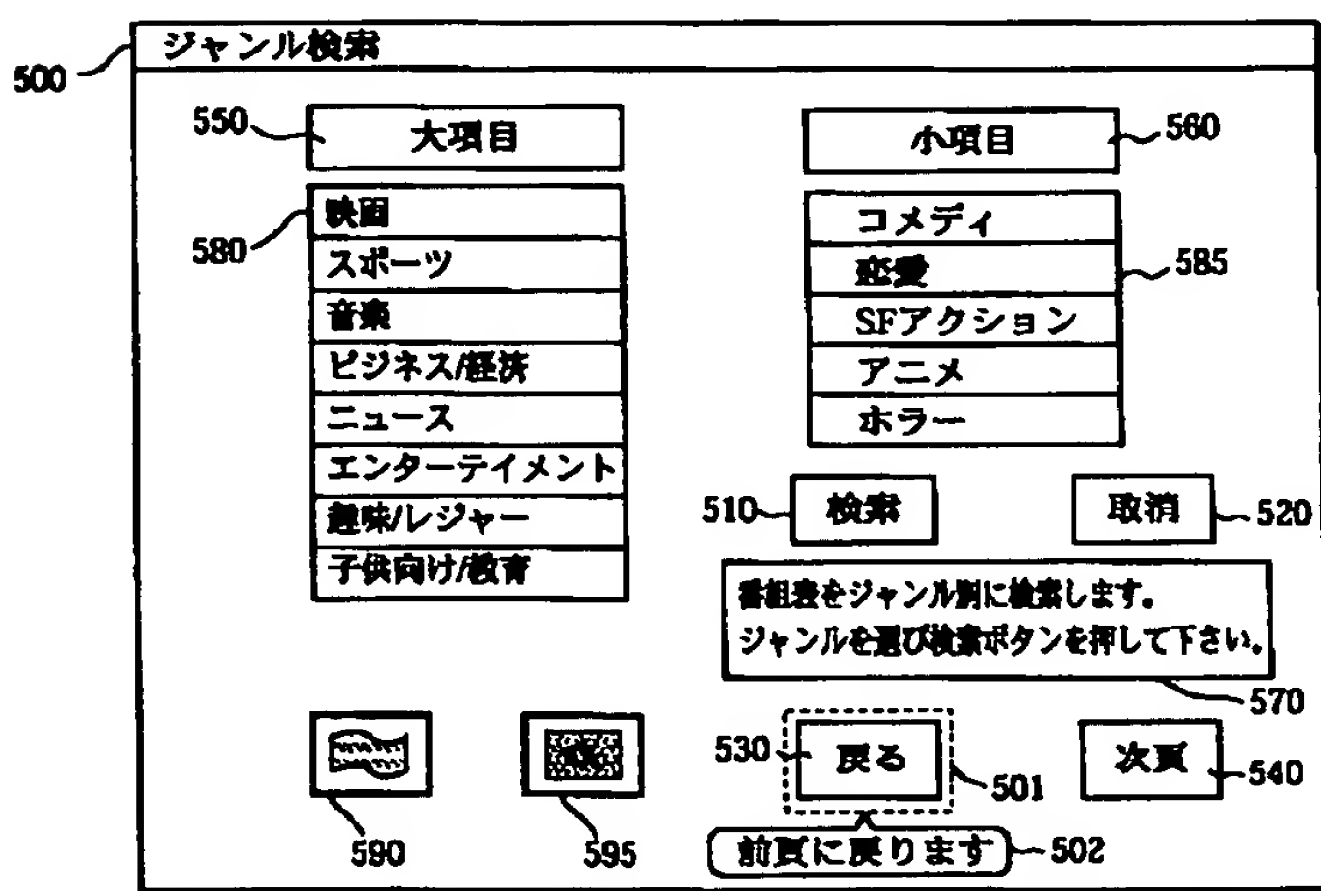 ジャンル検索
500
550
大項目
小項目
560
580
映画
スポーツ
音楽
ビジネス/経済
ニュース
エンターテイメント
趣味/レジャー
子供向け/教育
コメディ
恋愛
SFアクション
アニメ
ホラー
585
510
検索
取消
520
番組表をジャンル別に検索します。
ジャンルを選び検索ボタンを押して下さい。
570
590
595
530
戻る
501
次頁
540
前頁に戻ります
502